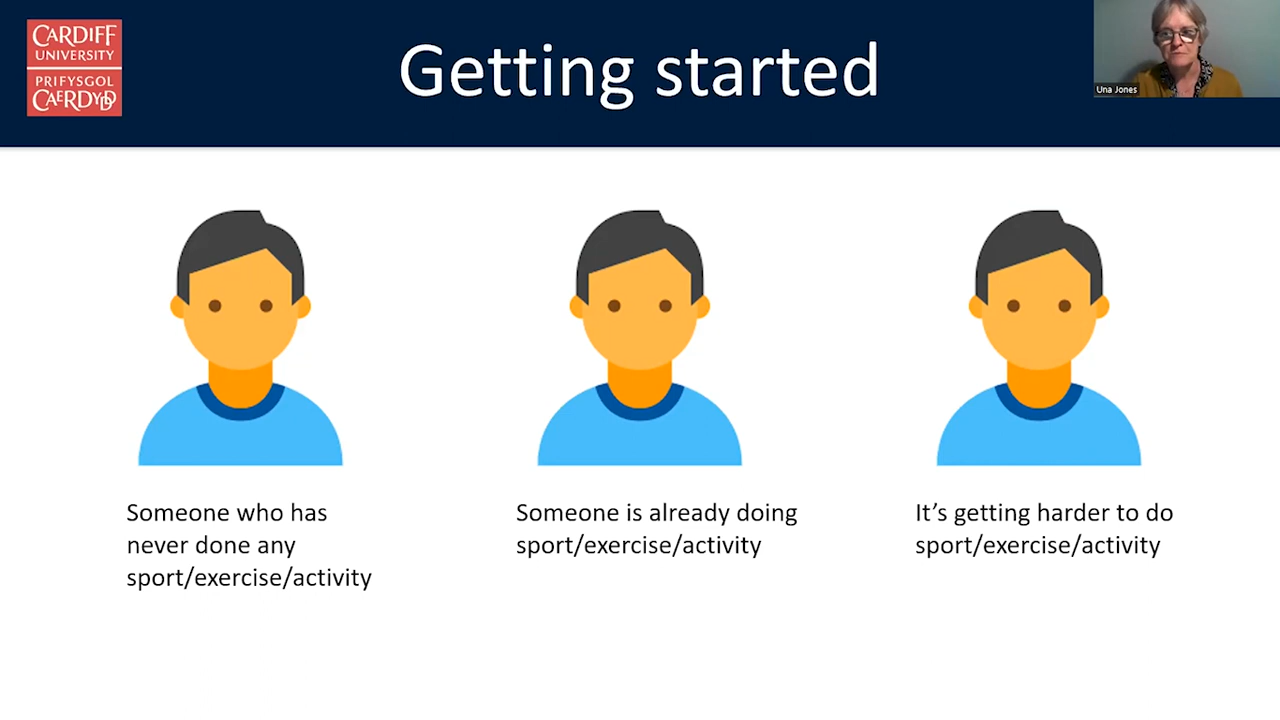 CARDIFF
UNIVERSITY
PRIFYSGOL
CAERDYDD
Getting started
Una Jones
Someone who has
never done any
sport/exercise/activity
Someone is already doing
sport/exercise/activity
It’s getting harder to do
sport/exercise/activity